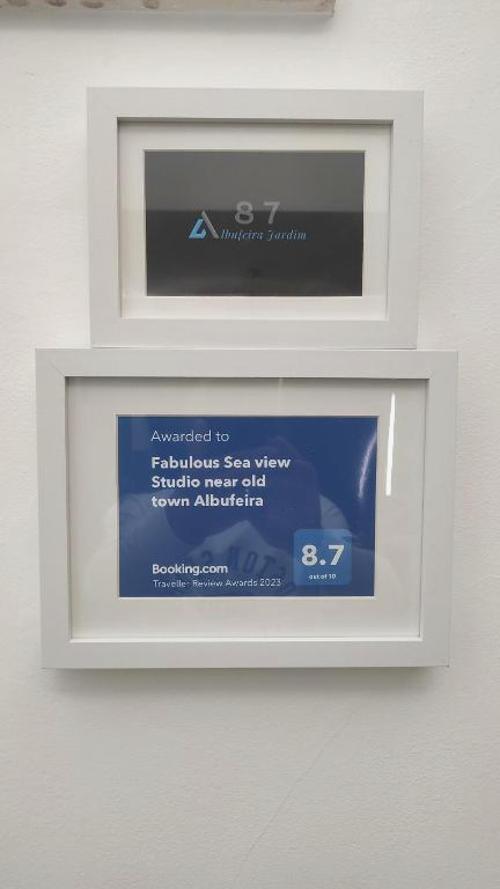 87
Albufeira Jardim
Awarded to
Fabulous Sea view
Studio near old
town Albufeira
8.7
out of 10
Booking.com
Traveller Review Awards 2023